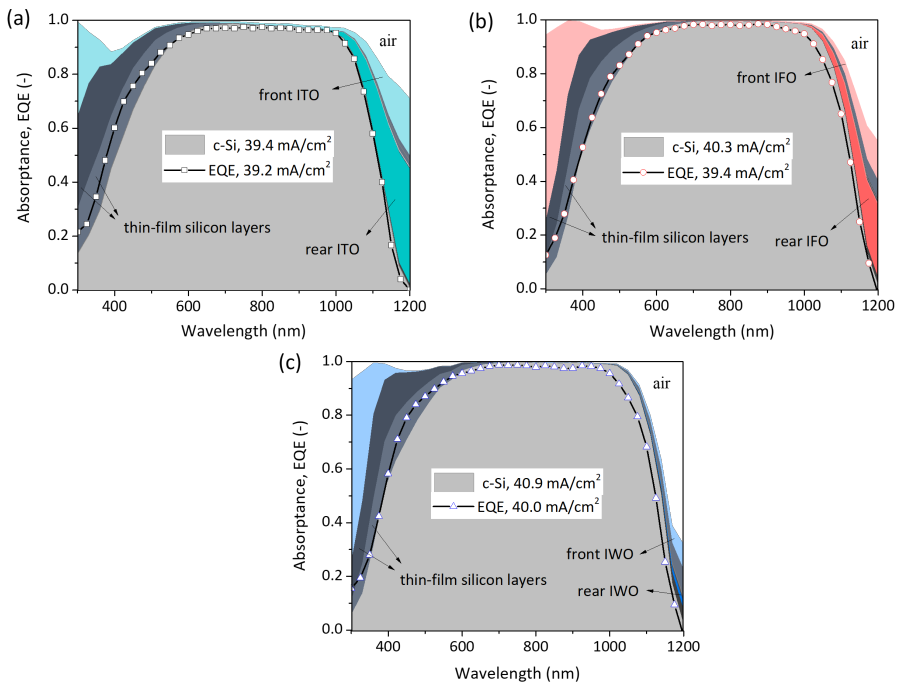 (a)
1.0
0.8
0.6
0.4
0.2
0.0
Absorptance, EQE (-)
air
front ITO
c-Si, 39.4 mA/cm²
EQE, 39.2 mA/cm²
thin-film silicon layers
rear ITO
400 600 800 1000 1200
Wavelength (nm)
(b)
1.0
0.8
0.6
0.4
0.2
0.0
Absorptance, EQE (-)
air
front IFO
c-Si, 40.3 mA/cm²
EQE, 39.4 mA/cm²
thin-film silicon layers
rear IFO
400 600 800 1000 1200
Wavelength (nm)
(c)
1.0
0.8
0.6
0.4
0.2
0.0
Absorptance, EQE (-)
air
c-Si, 40.9 mA/cm²
EQE, 40.0 mA/cm²
front IWO
thin-film silicon layers
rear IWO
400 600 800 1000 1200
Wavelength (nm)